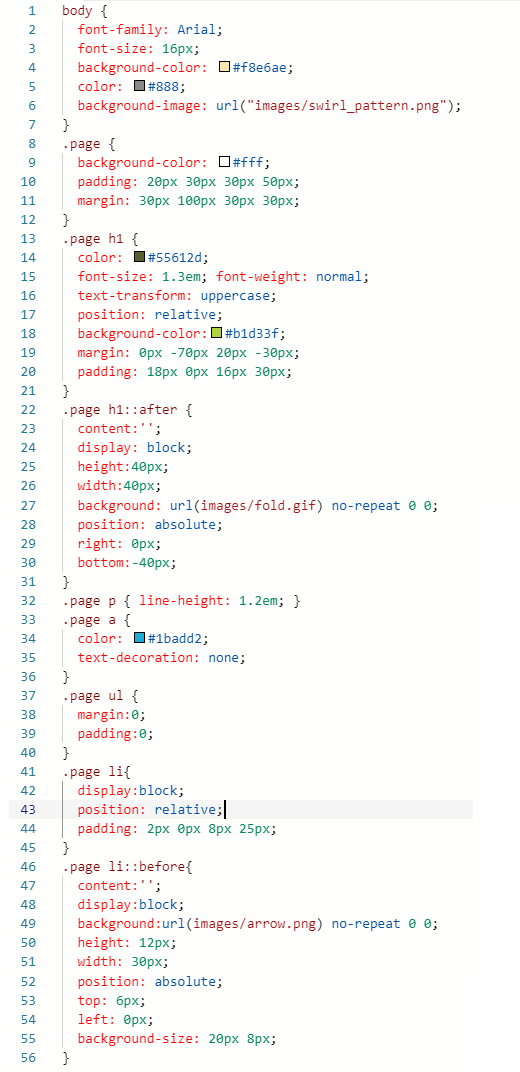 1 body {
2 font-family: Arial;
3 font-size: 16px;
4 background-color: #f8e6ae;
5 color: #888;
6 background-image: url("images/swirl_pattern.png");
7 }
8 .page {
9 background-color: #fff;
10 padding: 20px 30px 30px 50px;
11 margin: 30px 100px 30px 30px;
12 }
13 .page h1 {
14 color: #55612d;
15 font-size: 1.3em; font-weight: normal;
16 text-transform: uppercase;
17 position: relative;
18 background-color:#b1d33f;
19 margin: 0px -70px 20px -30px;
20 padding: 18px 0px 16px 30px;
21 }
22 .page h1::after {
23 content:'';
24 display: block;
25 height:40px;
26 width:40px;
27 background: url(images/fold.gif) no-repeat 0 0;
28 position: absolute;
29 right: 0px;
30 bottom:-40px;
31 }
32 .page p { line-height: 1.2em; }
33 .page a {
34 color: #1badd2;
35 text-decoration: none;
36 }
37 .page ul {
38 margin:0;
39 padding:0;
40 }
41 .page li{
42 display:block;
43 position: relative;
44 padding: 2px 0px 8px 25px;
45 }
46 .page li::before{
47 content:'';
48 display:block;
49 background:url(images/arrow.png) no-repeat 0 0;
50 height: 12px;
51 width: 30px;
52 position: absolute;
53 top: 6px;
54 left: 0px;
55 background-size: 20px 8px;
56 }